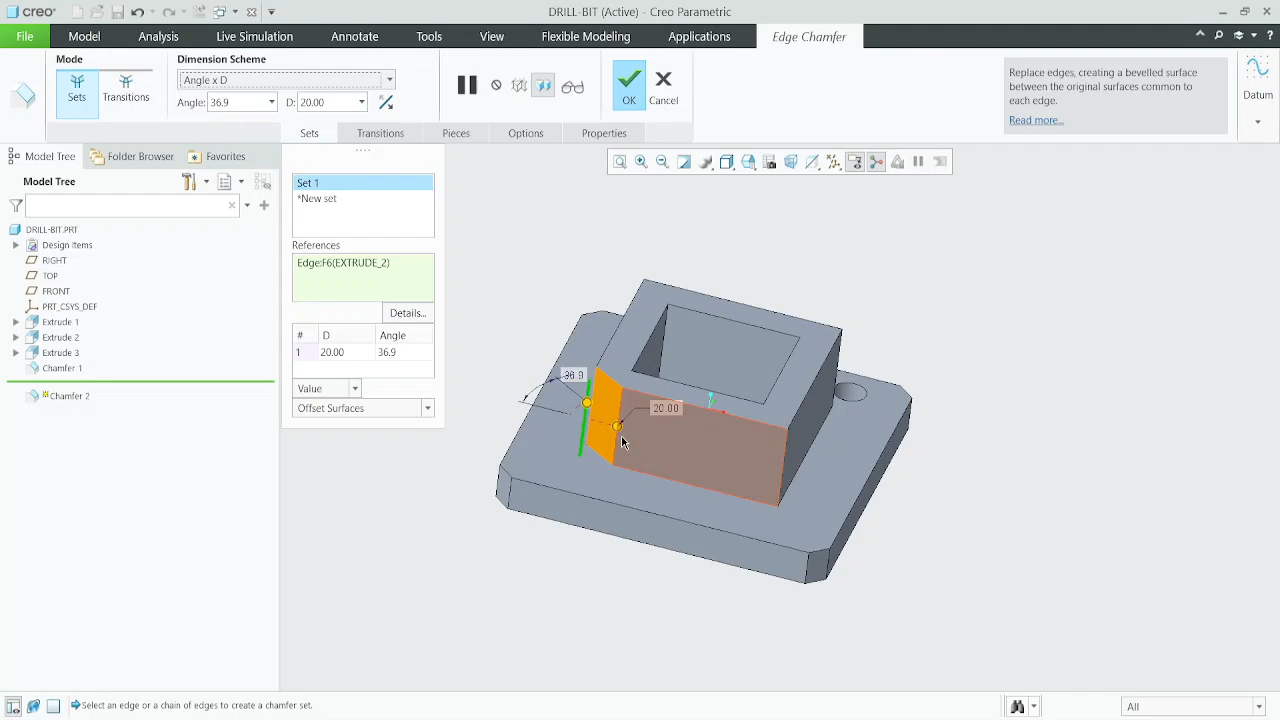 creo®
DRILL-BIT (Active) - Creo Parametric
File
Model
Analysis
Live Simulation
Annotate
Tools
View
Flexible Modeling
Applications
Edge Chamfer
Mode
Dimension Scheme
Sets
Transitions
Angle x D
Angle: 36.9
D: 20.00
OK
Cancel
Replace edges, creating a bevelled surface
between the original surfaces common to
each edge.
Read more...
Datum
Sets
Transitions
Pieces
Options
Properties
Model Tree
Folder Browser
Favorites
Model Tree
DRILL-BIT.PRT
Design Items
RIGHT
TOP
FRONT
PRT_CSYS_DEF
Extrude 1
Extrude 2
Extrude 3
Chamfer 1
*Chamfer 2
Set 1
*New set
References
Edge:F6(EXTRUDE_2)
Details...
# D Angle
1 20.00 36.9
Value
Offset Surfaces
36.9
20.00
Select an edge or a chain of edges to create a chamfer set.
All